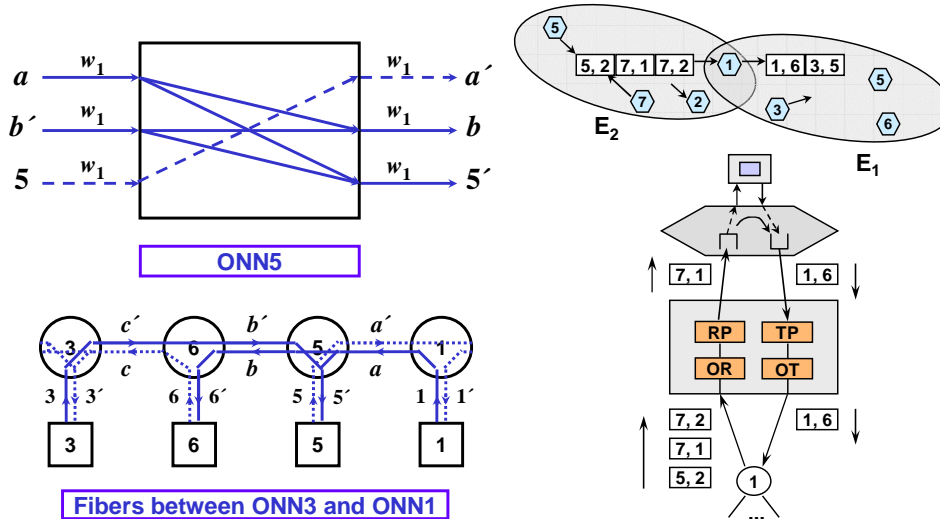 a w1 w1 a´
b´ w1 w1 b
5 w1 w1 5´
ONN5
c´ b´ a´
3 6 5 1
c b a
3 3´ 6 6´ 5 5´ 1 1´
3 6 5 1
Fibers between ONN3 and ONN1
5
5, 2 7, 1 7, 2 1 1, 6 3, 5
5
7 2 3 6
E2
E1
7, 1 1, 6
RP TP
OR OT
7, 2 1, 6
7, 1
5, 2
1
...